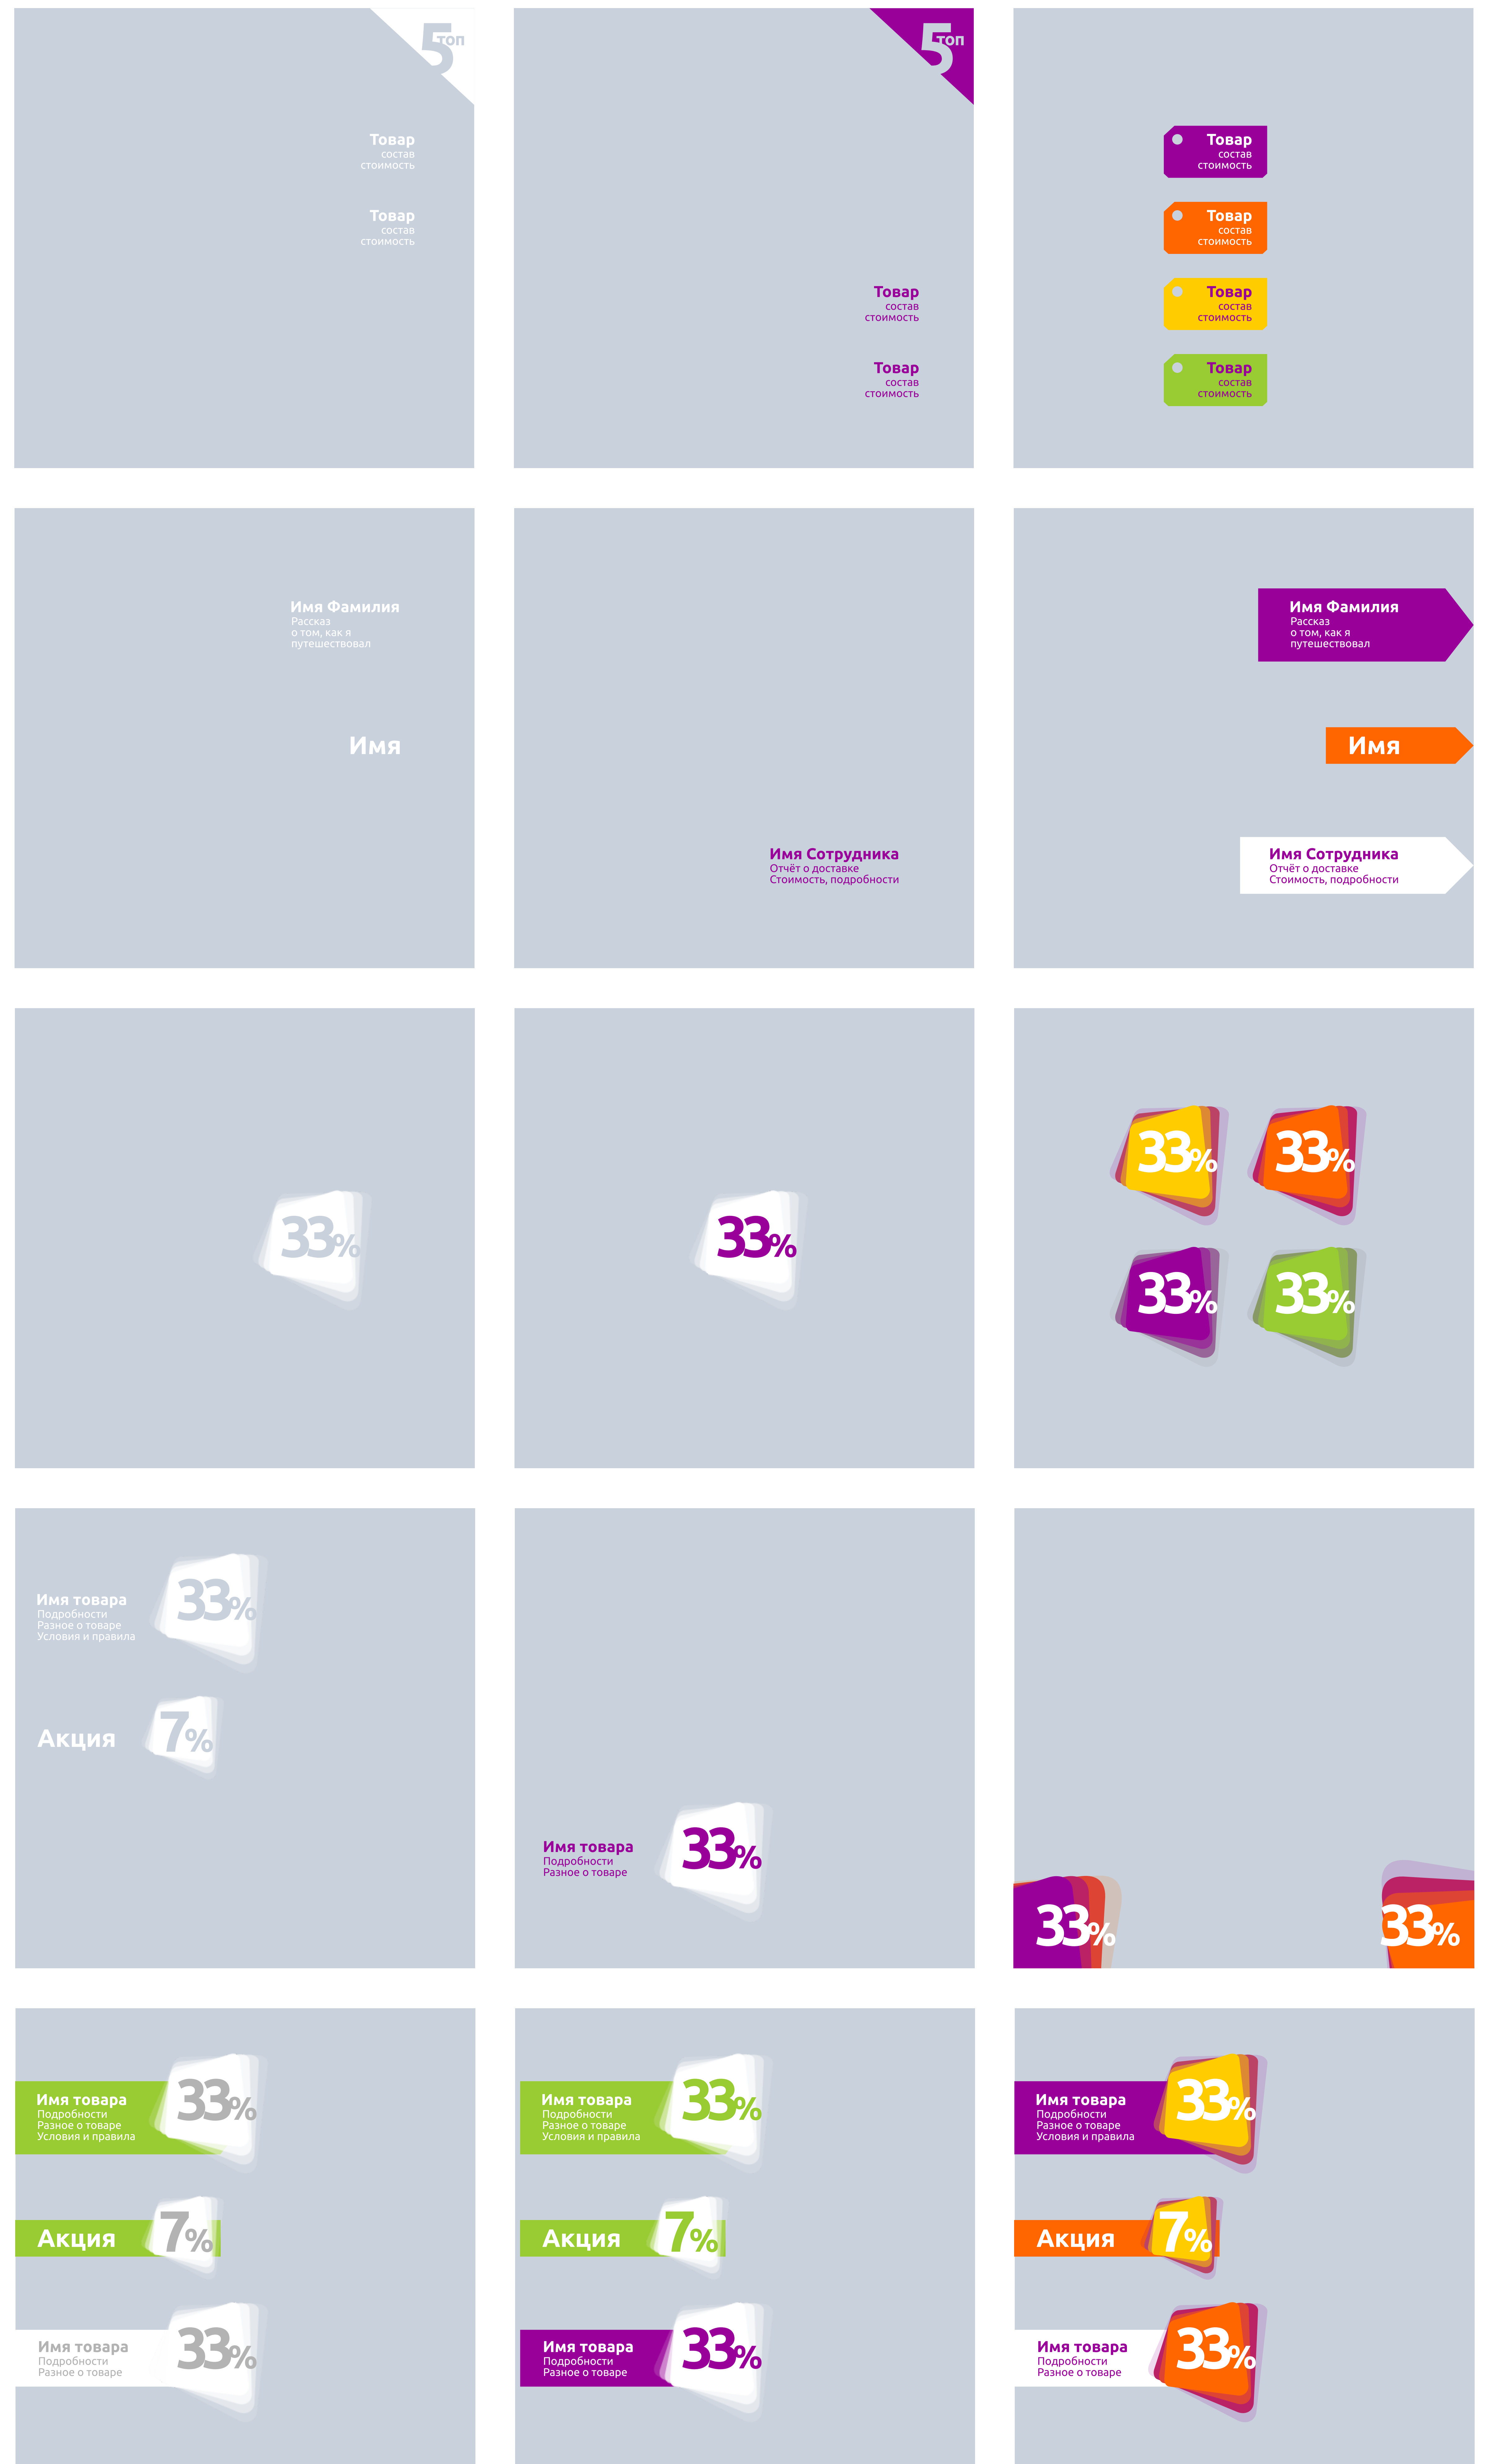 5 топ
Товар
состав
стоимость
Товар
состав
стоимость
5 топ
Товар
состав
стоимость
Товар
состав
стоимость
Товар
состав
стоимость
Товар
состав
стоимость
Товар
состав
стоимость
Товар
состав
стоимость
Имя Фамилия
Рассказ
о том, как я
путешествовал
Имя
Имя Сотрудника
Отчёт о доставке
Стоимость, подробности
Имя Фамилия
Рассказ
о том, как я
путешествовал
Имя
Имя Сотрудника
Отчёт о доставке
Стоимость, подробности
33%
33%
33%
33%
33%
33%
Имя товара
Подробности
Разное о товаре
Условия и правила
33%
Акция
7%
Имя товара
Подробности
Разное о товаре
33%
33%
33%
Имя товара
Подробности
Разное о товаре
Условия и правила
33%
Акция
7%
Имя товара
Подробности
Разное о товаре
33%
Имя товара
Подробности
Разное о товаре
Условия и правила
33%
Акция
7%
Имя товара
Подробности
Разное о товаре
33%
Имя товара
Подробности
Разное о товаре
Условия и правила
33%
Акция
7%
Имя товара
Подробности
Разное о товаре
33%